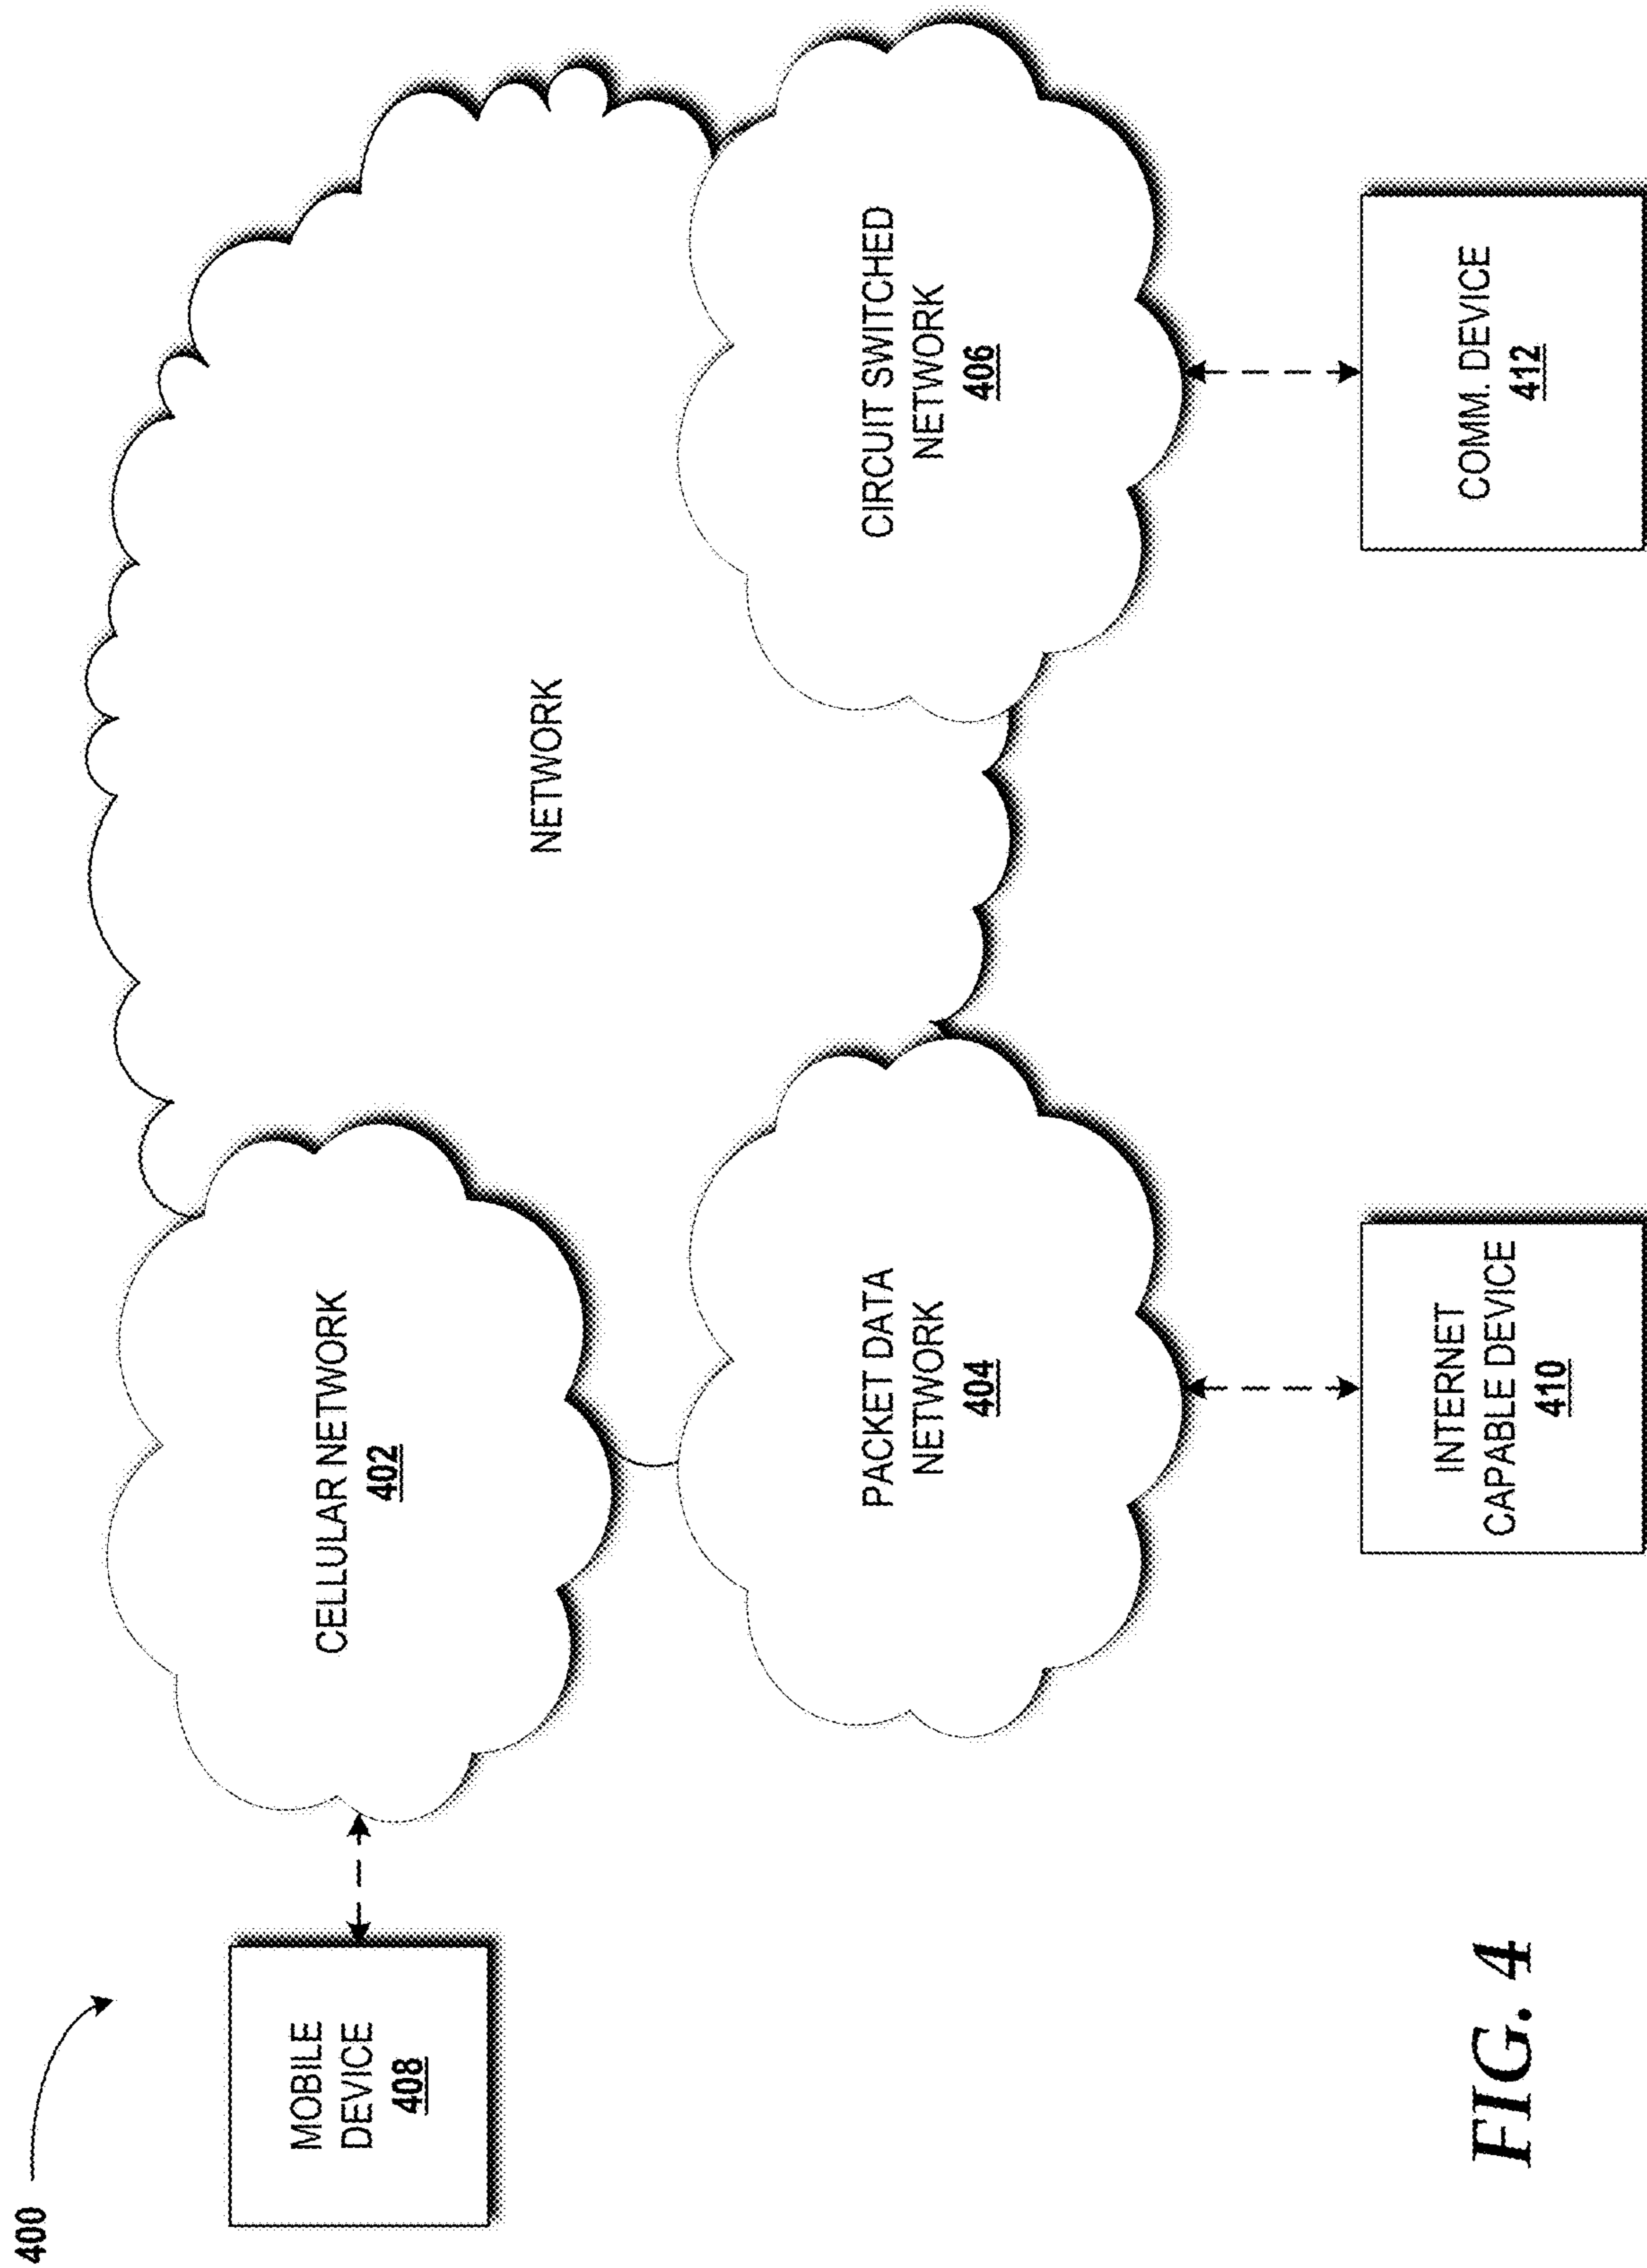 400
MOBILE
DEVICE
408
CELLULAR NETWORK
402
NETWORK
PACKET DATA
NETWORK
404
CIRCUIT SWITCHED
NETWORK
406
INTERNET
CAPABLE DEVICE
410
COMM. DEVICE
412
FIG. 4